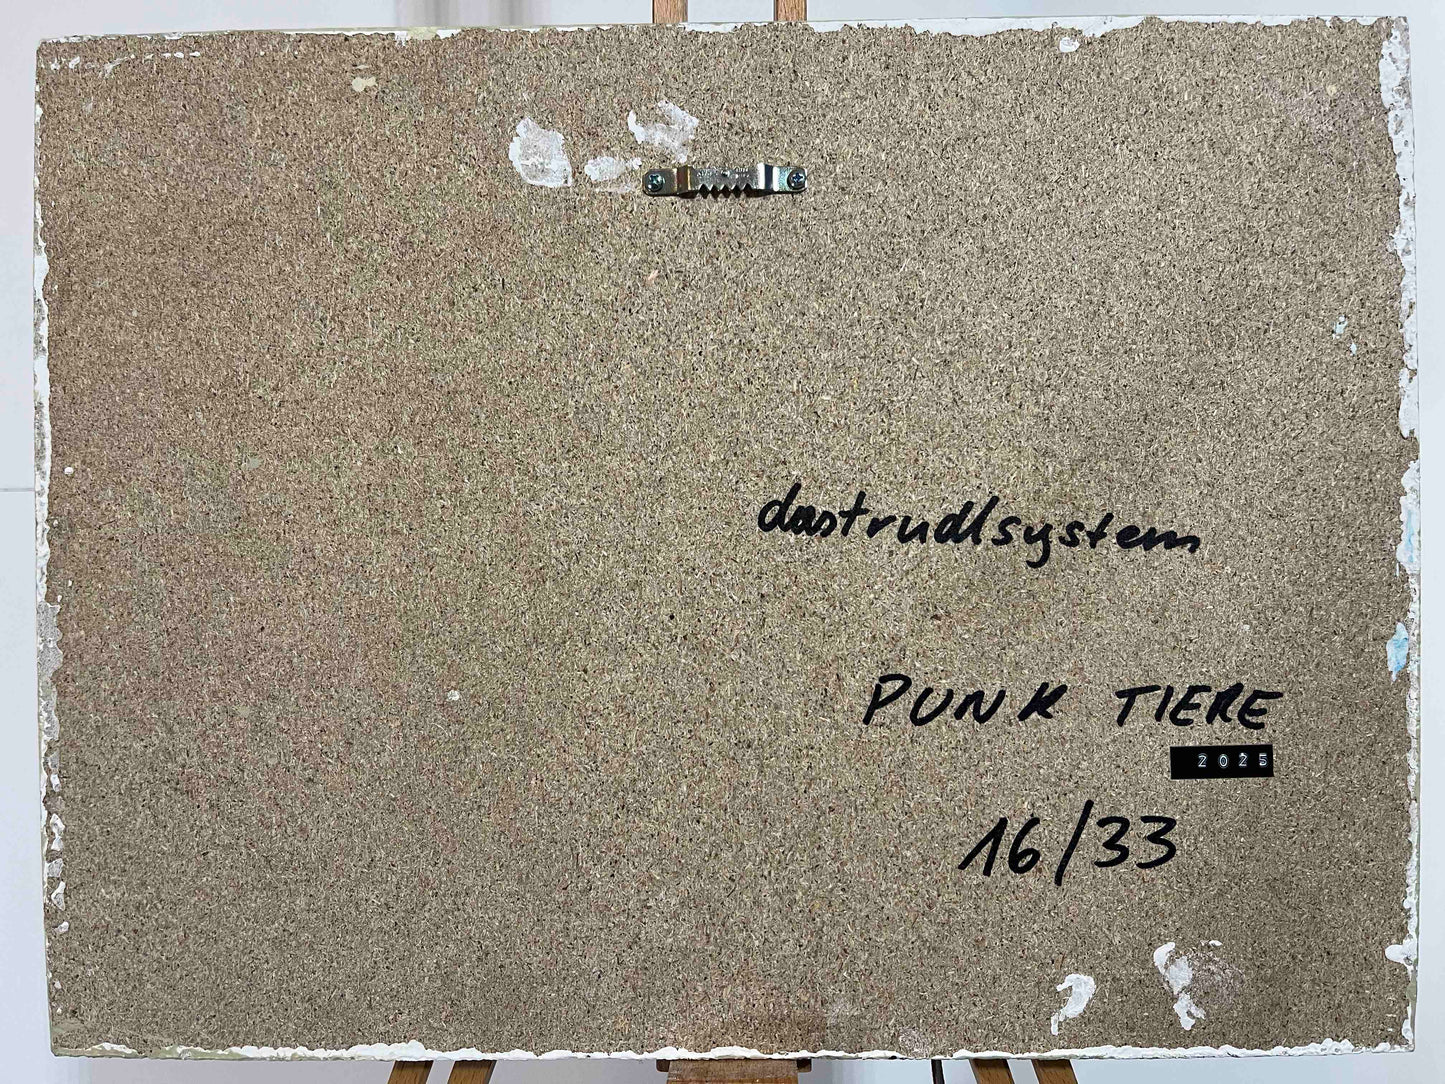 dastrudlsystem
PUNK TIERE
2025
16/33